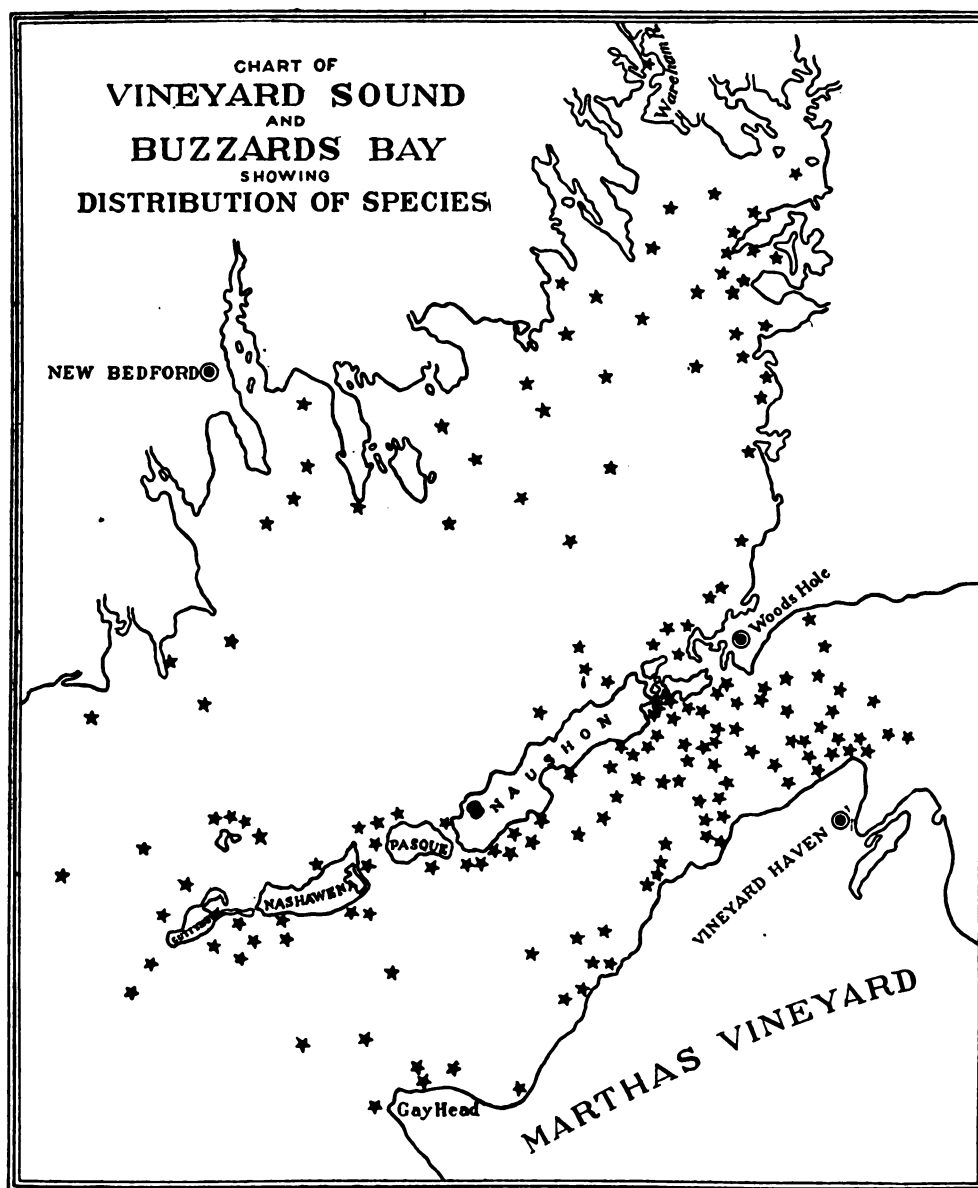 CHART OF
VINEYARD SOUND
AND
BUZZARDS BAY
SHOWING
DISTRIBUTION OF SPECIES
Wareham R.
NEW BEDFORD
Woods Hole
NAUSHON
PASQUE
NASHAWENA
VINEYARD HAVEN
MARTHAS VINEYARD
Gay Head